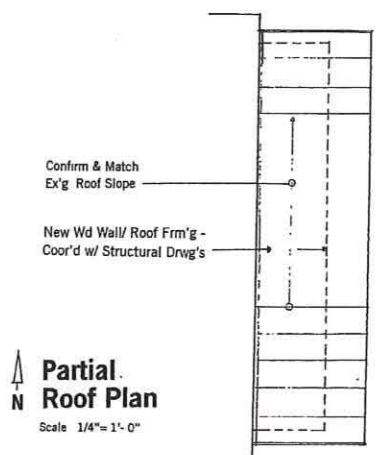 Confirm & Match
Ex'g Roof Slope
New Wd Wall/ Roof Frm'g -
Coor'd w/ Structural Drwg's
N
Partial
Roof Plan
Scale 1/4"= 1'- 0"